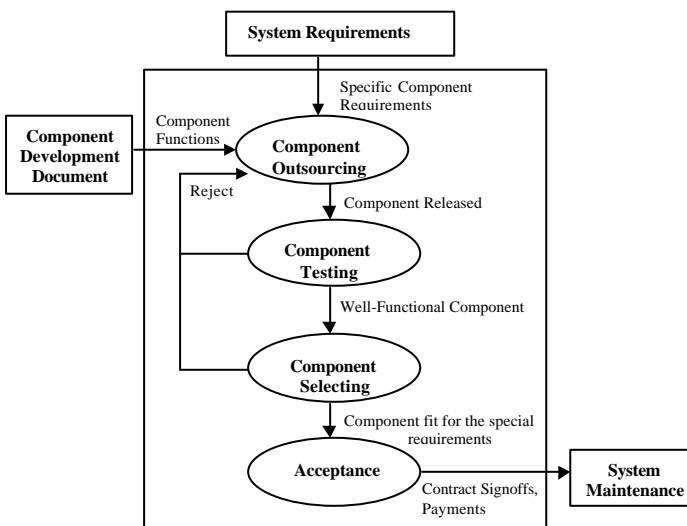 System Requirements
Specific Component
Requirements
Component
Functions
Component
Development
Document
Component
Outsourcing
Reject
Component Released
Component
Testing
Well-Functional Component
Component
Selecting
Component fit for the special
requirements
Acceptance
Contract Signoffs,
Payments
System
Maintenance